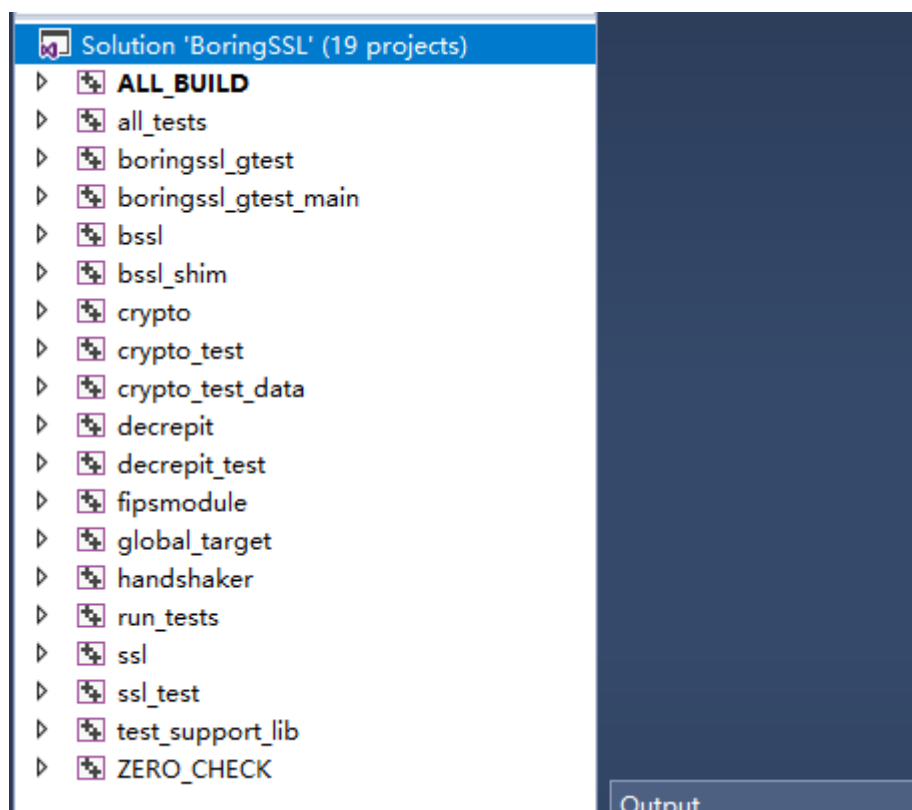 Solution 'BoringSSL' (19 projects)
ALL_BUILD
all_tests
boringssl_gtest
boringssl_gtest_main
bssl
bssl_shim
crypto
crypto_test
crypto_test_data
decrepit
decrepit_test
fipsmodule
global_target
handshaker
run_tests
ssl
ssl_test
test_support_lib
ZERO_CHECK
Output